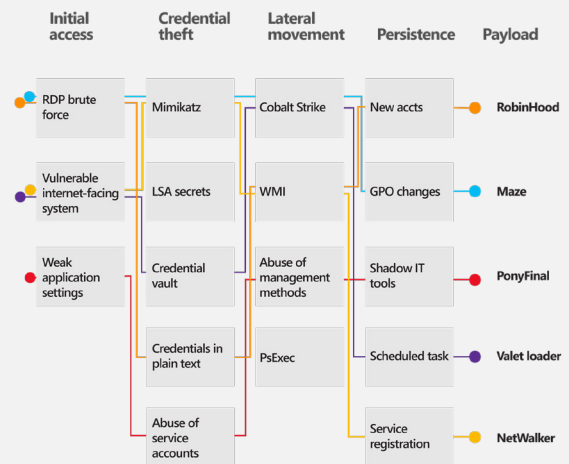 Initial
access
Credential
theft
Lateral
movement
Persistence
Payload
RDP brute
force
Mimikatz
Cobalt Strike
New accts
RobinHood
Vulnerable
internet-facing
system
LSA secrets
WMI
GPO changes
Maze
Weak
application
settings
Credential
vault
Abuse of
management
methods
Shadow IT
tools
PonyFinal
Credentials in
plain text
PsExec
Scheduled task
Valet loader
Abuse of
service
accounts
Service
registration
NetWalker